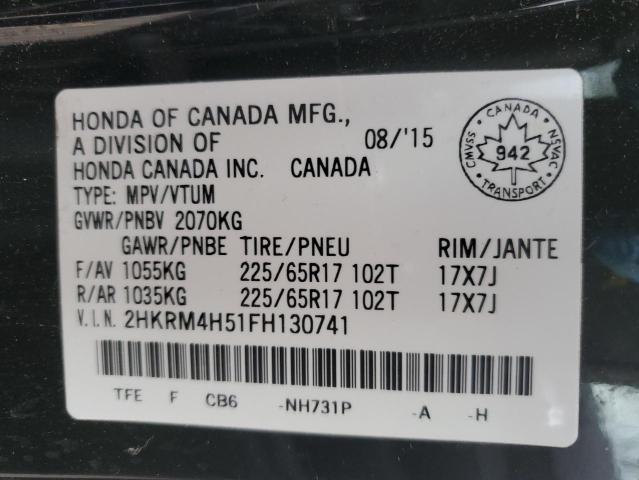 HONDA OF CANADA MFG.,
A DIVISION OF 08/'15
HONDA CANADA INC. CANADA
TYPE: MPV/VTUM
GVWR/PNBV 2070KG
GAWR/PNBE TIRE/PNEU RIM/JANTE
F/AV 1055KG 225/65R17 102T 17X7J
R/AR 1035KG 225/65R17 102T 17X7J
V.I.N. 2HKRM4H51FH130741
TFE F CB6 -NH731P -A -H
CANADA
CMVSS 942 NSVAC
TRANSPORT